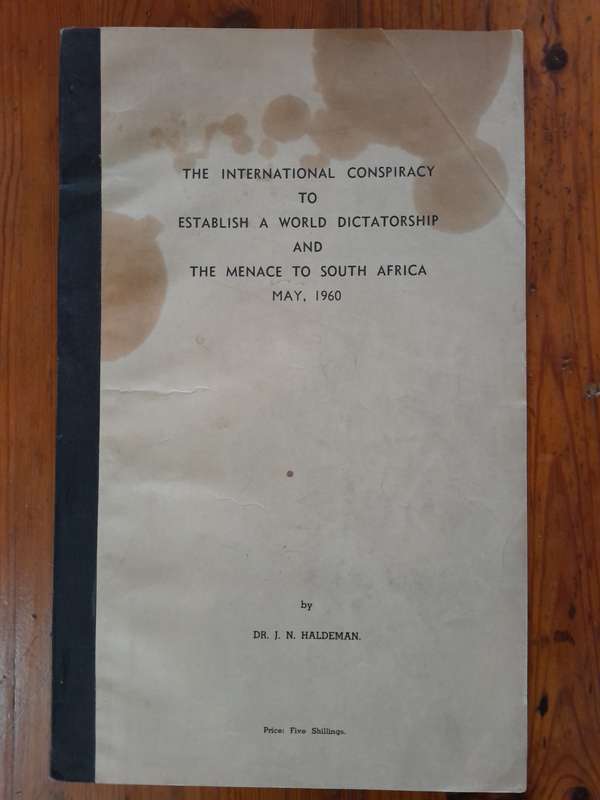 THE INTERNATIONAL CONSPIRACY
TO
ESTABLISH A WORLD DICTATORSHIP
AND
THE MENACE TO SOUTH AFRICA
MAY, 1960
by
DR. J. N. HALDEMAN.
Price: Five Shillings.